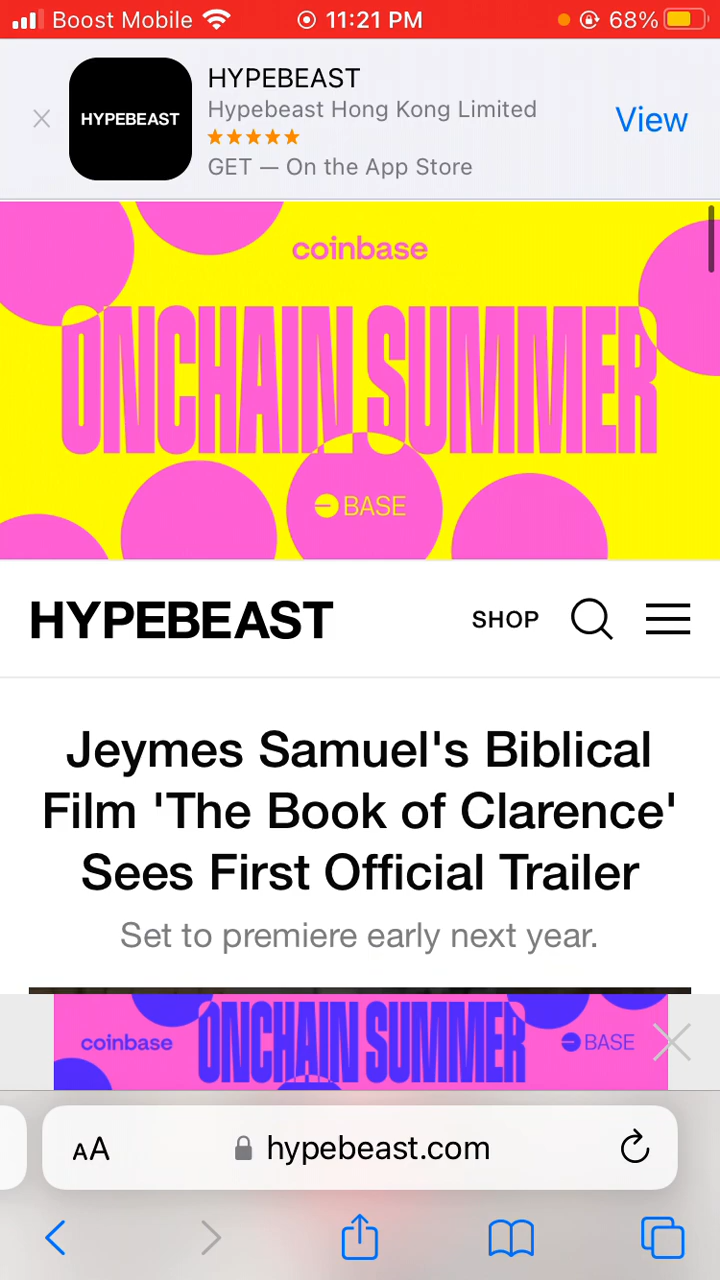 Boost Mobile 11:21 PM 68%
HYPEBEAST
HYPEBEAST
Hypebeast Hong Kong Limited
GET — On the App Store
View
coinbase
ONCHAIN SUMMER
BASE
HYPEBEAST SHOP
Jeymes Samuel's Biblical
Film 'The Book of Clarence'
Sees First Official Trailer
Set to premiere early next year.
coinbase ONCHAIN SUMMER BASE
AA hypebeast.com